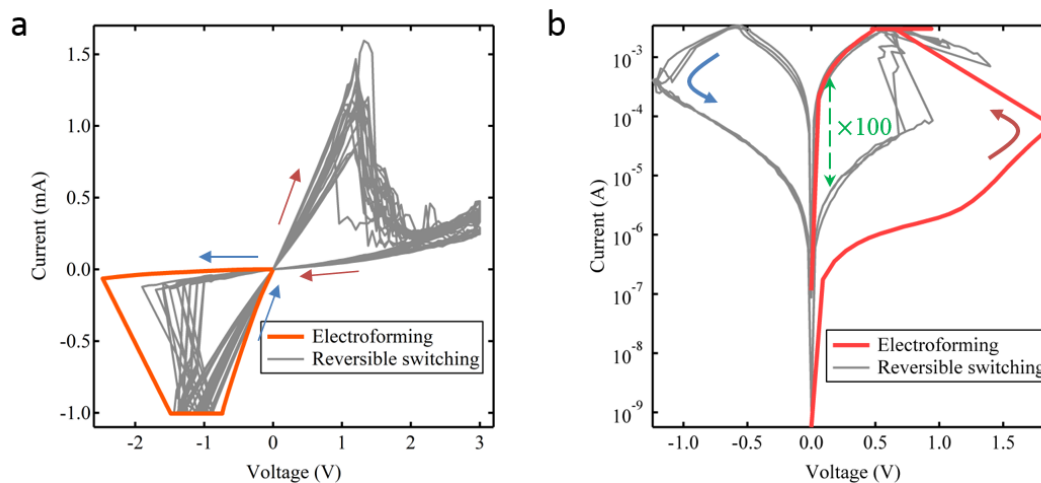 a
Current (mA)
1.5
1.0
0.5
0.0
-0.5
-1.0
-2
-1
0
1
2
3
Voltage (V)
Electroforming
Reversible switching
b
Current (A)
10⁻³
10⁻⁴
10⁻⁵
10⁻⁶
10⁻⁷
10⁻⁸
10⁻⁹
-1.0
-0.5
0.0
0.5
1.0
1.5
Voltage (V)
×100
Electroforming
Reversible switching